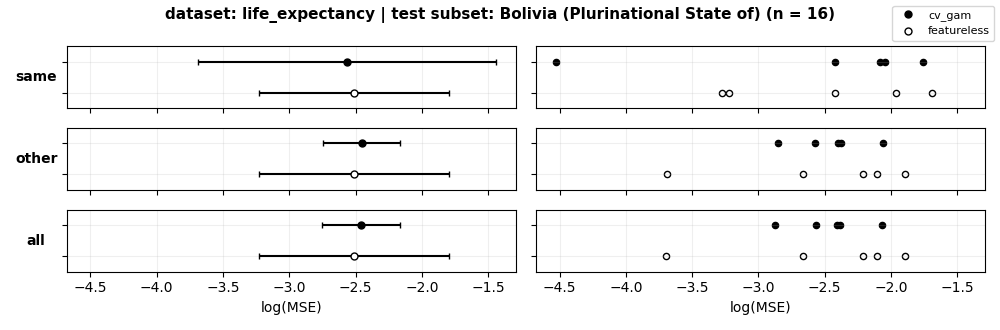 dataset: life_expectancy | test subset: Bolivia (Plurinational State of) (n = 16)
cv_gam
featureless
same
other
all
−4.5 −4.0 −3.5 −3.0 −2.5 −2.0 −1.5
−4.5 −4.0 −3.5 −3.0 −2.5 −2.0 −1.5
log(MSE)
log(MSE)